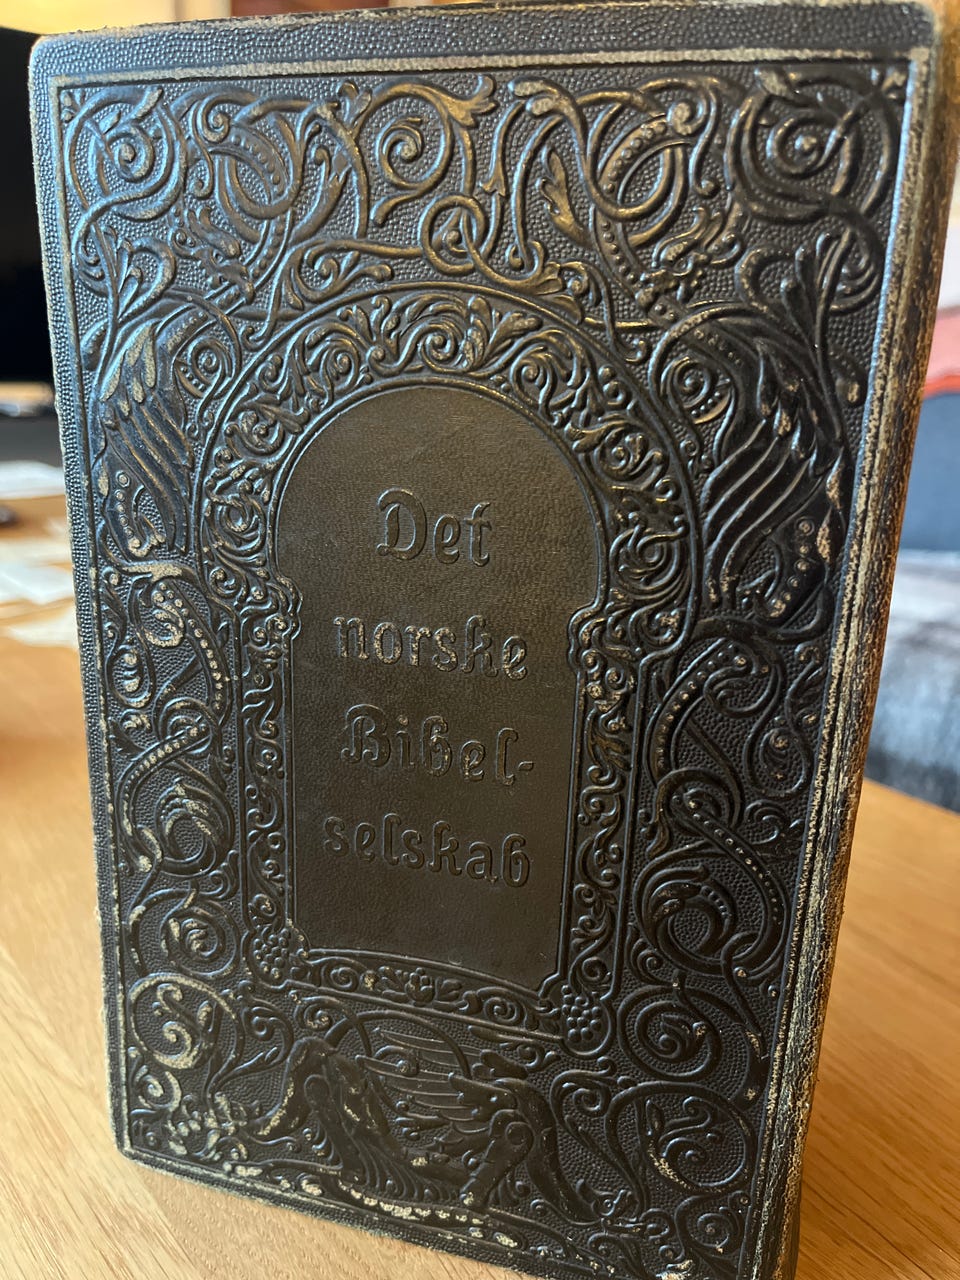 Det
norske
Bibel-
selskab